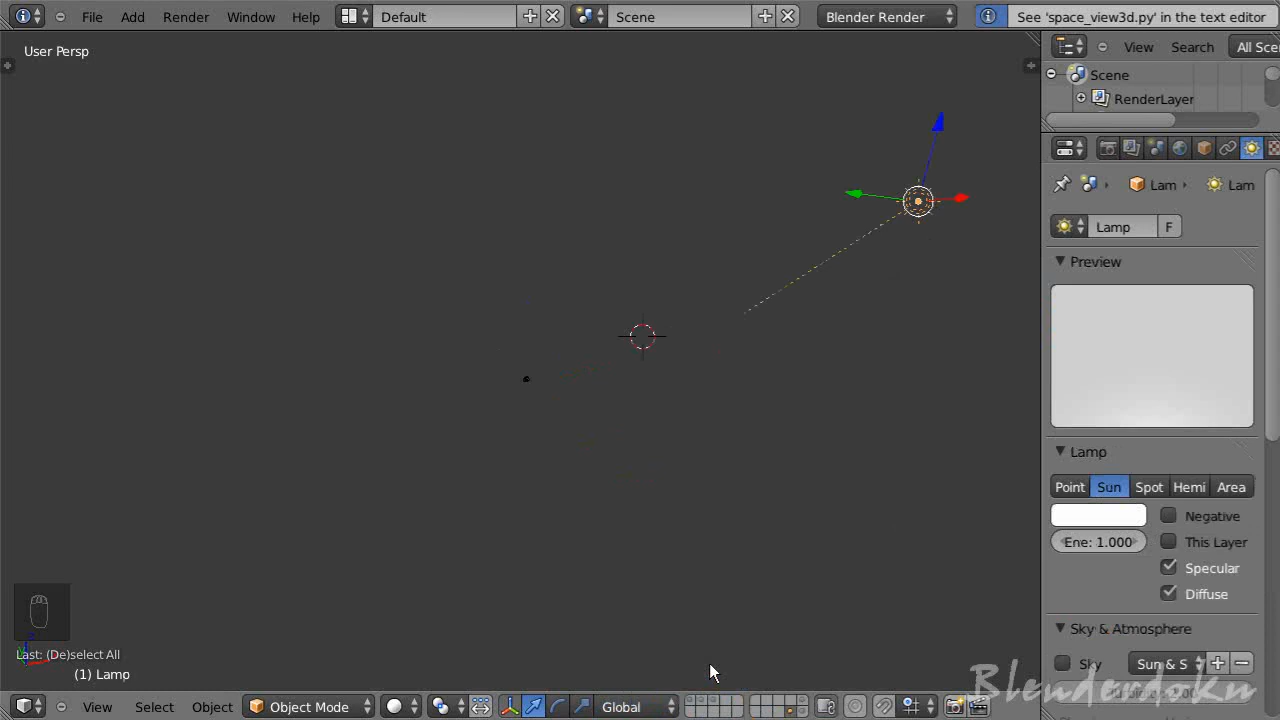 File Add Render Window Help Default Scene Blender Render See 'space_view3d.py' in the text editor
User Persp
View Search All Sce
Scene
RenderLayer
Lam Lam
Lamp F
Preview
Lamp
Point Sun Spot Hemi Area
Negative
Ene: 1.000 This Layer
Specular
Diffuse
Sky & Atmosphere
Sky Sun & S
Last: (De)select All
(1) Lamp
Blenderdoku
View Select Object Object Mode Global